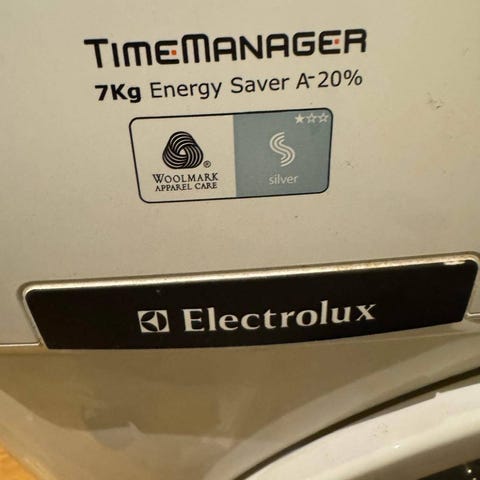 TIMEMANAGER
7Kg Energy Saver A-20%
WOOLMARK ®
APPAREL CARE
silver
Electrolux